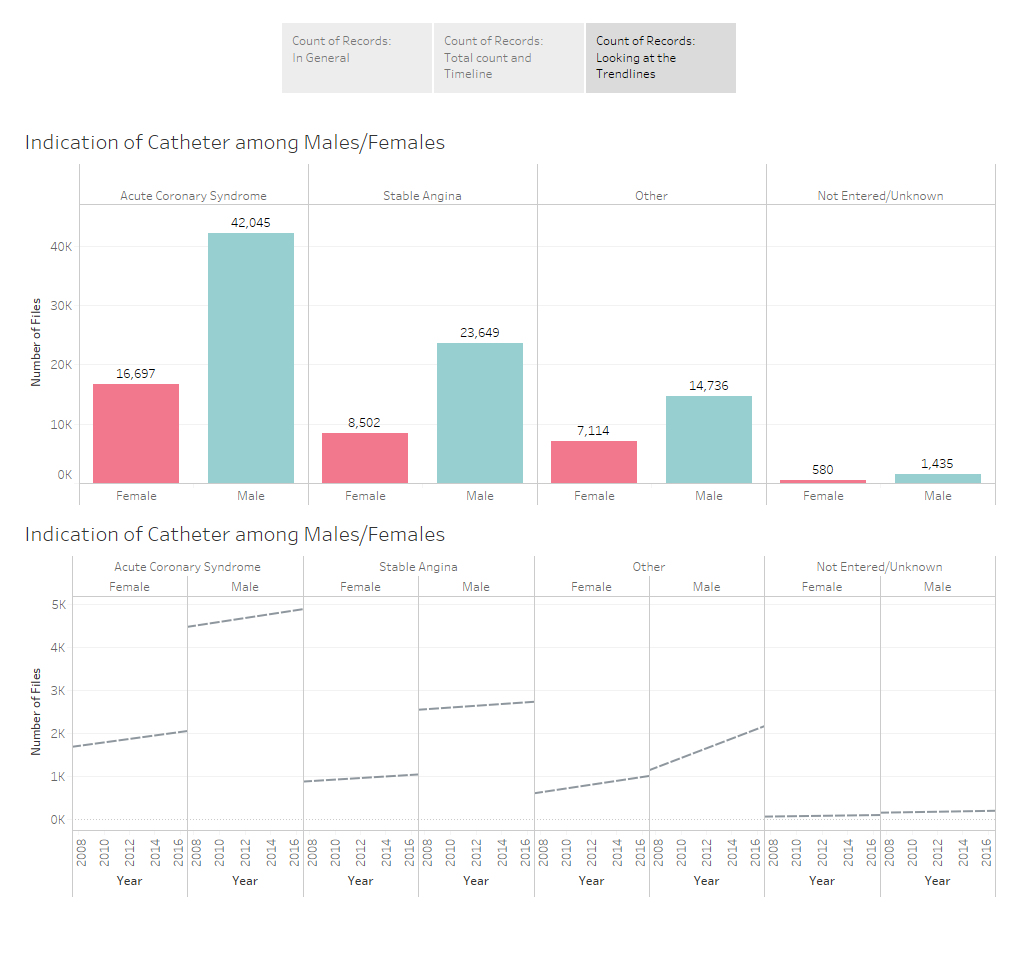 Count of Records:
In General
Count of Records:
Total count and
Timeline
Count of Records:
Looking at the
Trendlines
Indication of Catheter among Males/Females
Acute Coronary Syndrome
Stable Angina
Other
Not Entered/Unknown
Number of Files
40K
30K
20K
10K
0K
16,697
42,045
8,502
23,649
7,114
14,736
580
1,435
Female
Male
Female
Male
Female
Male
Female
Male
Indication of Catheter among Males/Females
Acute Coronary Syndrome
Stable Angina
Other
Not Entered/Unknown
Female
Male
Female
Male
Female
Male
Female
Male
Number of Files
5K
4K
3K
2K
1K
0K
2008 2010 2012 2014 2016
2008 2010 2012 2014 2016
2008 2010 2012 2014 2016
2008 2010 2012 2014 2016
2008 2010 2012 2014 2016
2008 2010 2012 2014 2016
2008 2010 2012 2014 2016
2008 2010 2012 2014 2016
Year
Year
Year
Year
Year
Year
Year
Year